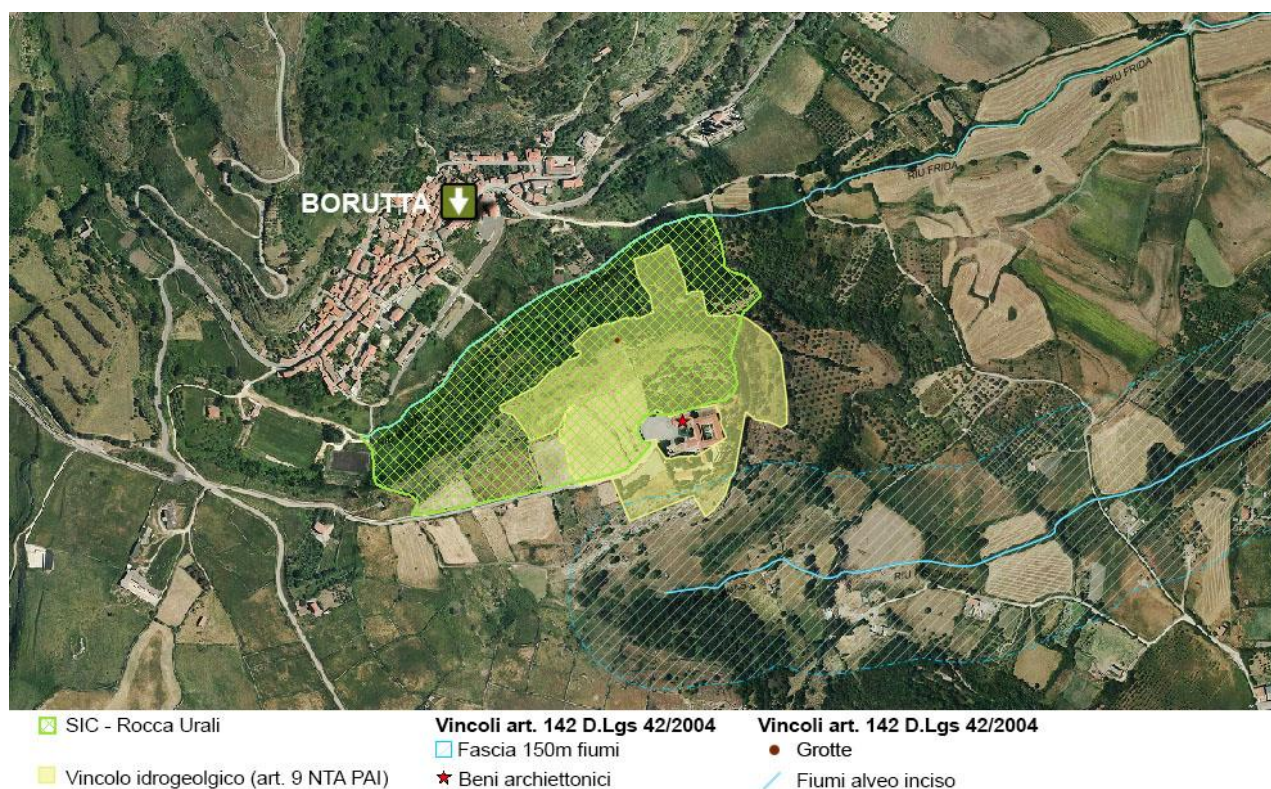 RIU FRIDA
RIU FRIDA
BORUTTA
RIU
SIC - Rocca Urali
Vincolo idrogeolgico (art. 9 NTA PAI)
Vincoli art. 142 D.Lgs 42/2004
Fascia 150m fiumi
Beni archiettonici
Vincoli art. 142 D.Lgs 42/2004
Grotte
Fiumi alveo inciso